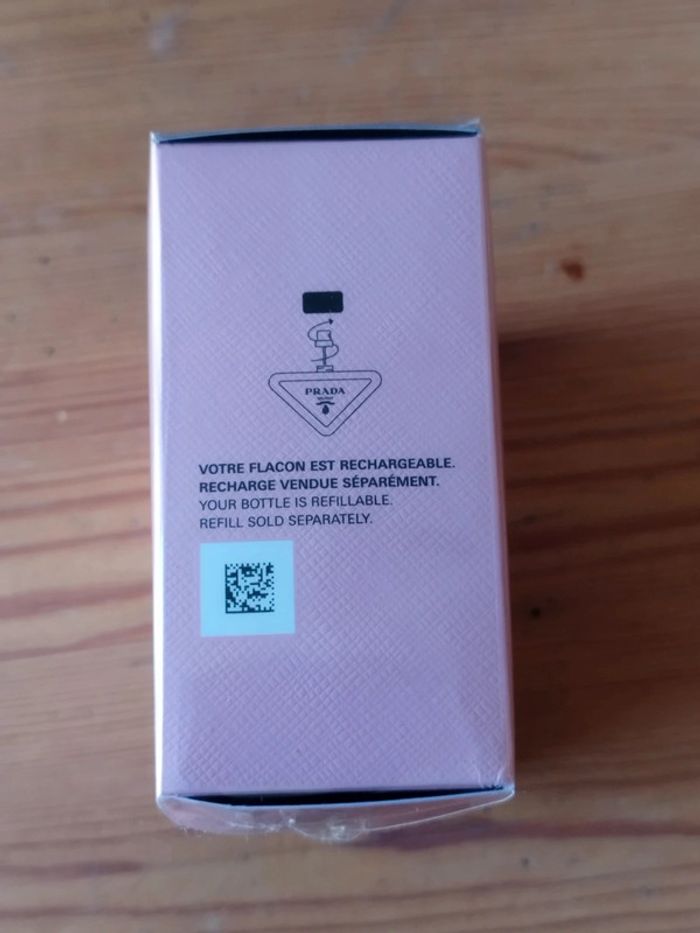 PRADA
VOTRE FLACON EST RECHARGEABLE.
RECHARGE VENDUE SÉPARÉMENT.
YOUR BOTTLE IS REFILLABLE.
REFILL SOLD SEPARATELY.